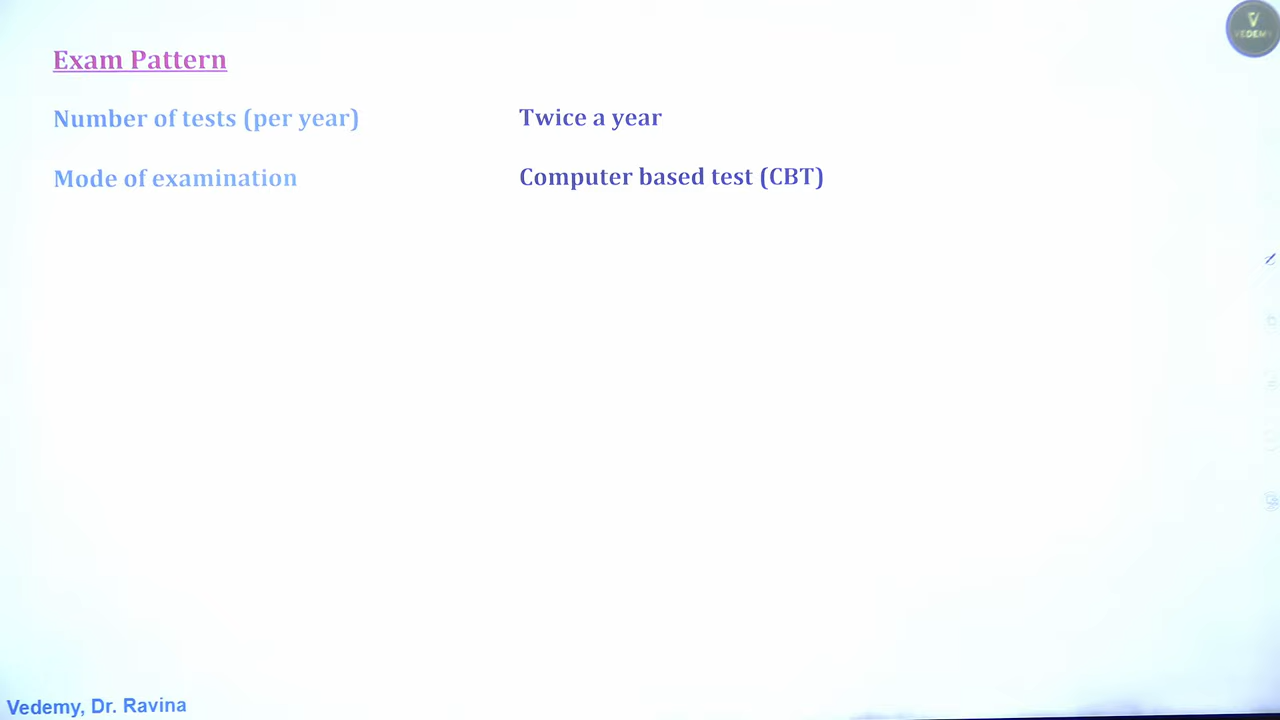 VEDEMY
Exam Pattern
Number of tests (per year) Twice a year
Mode of examination Computer based test (CBT)
Vedemy, Dr. Ravina